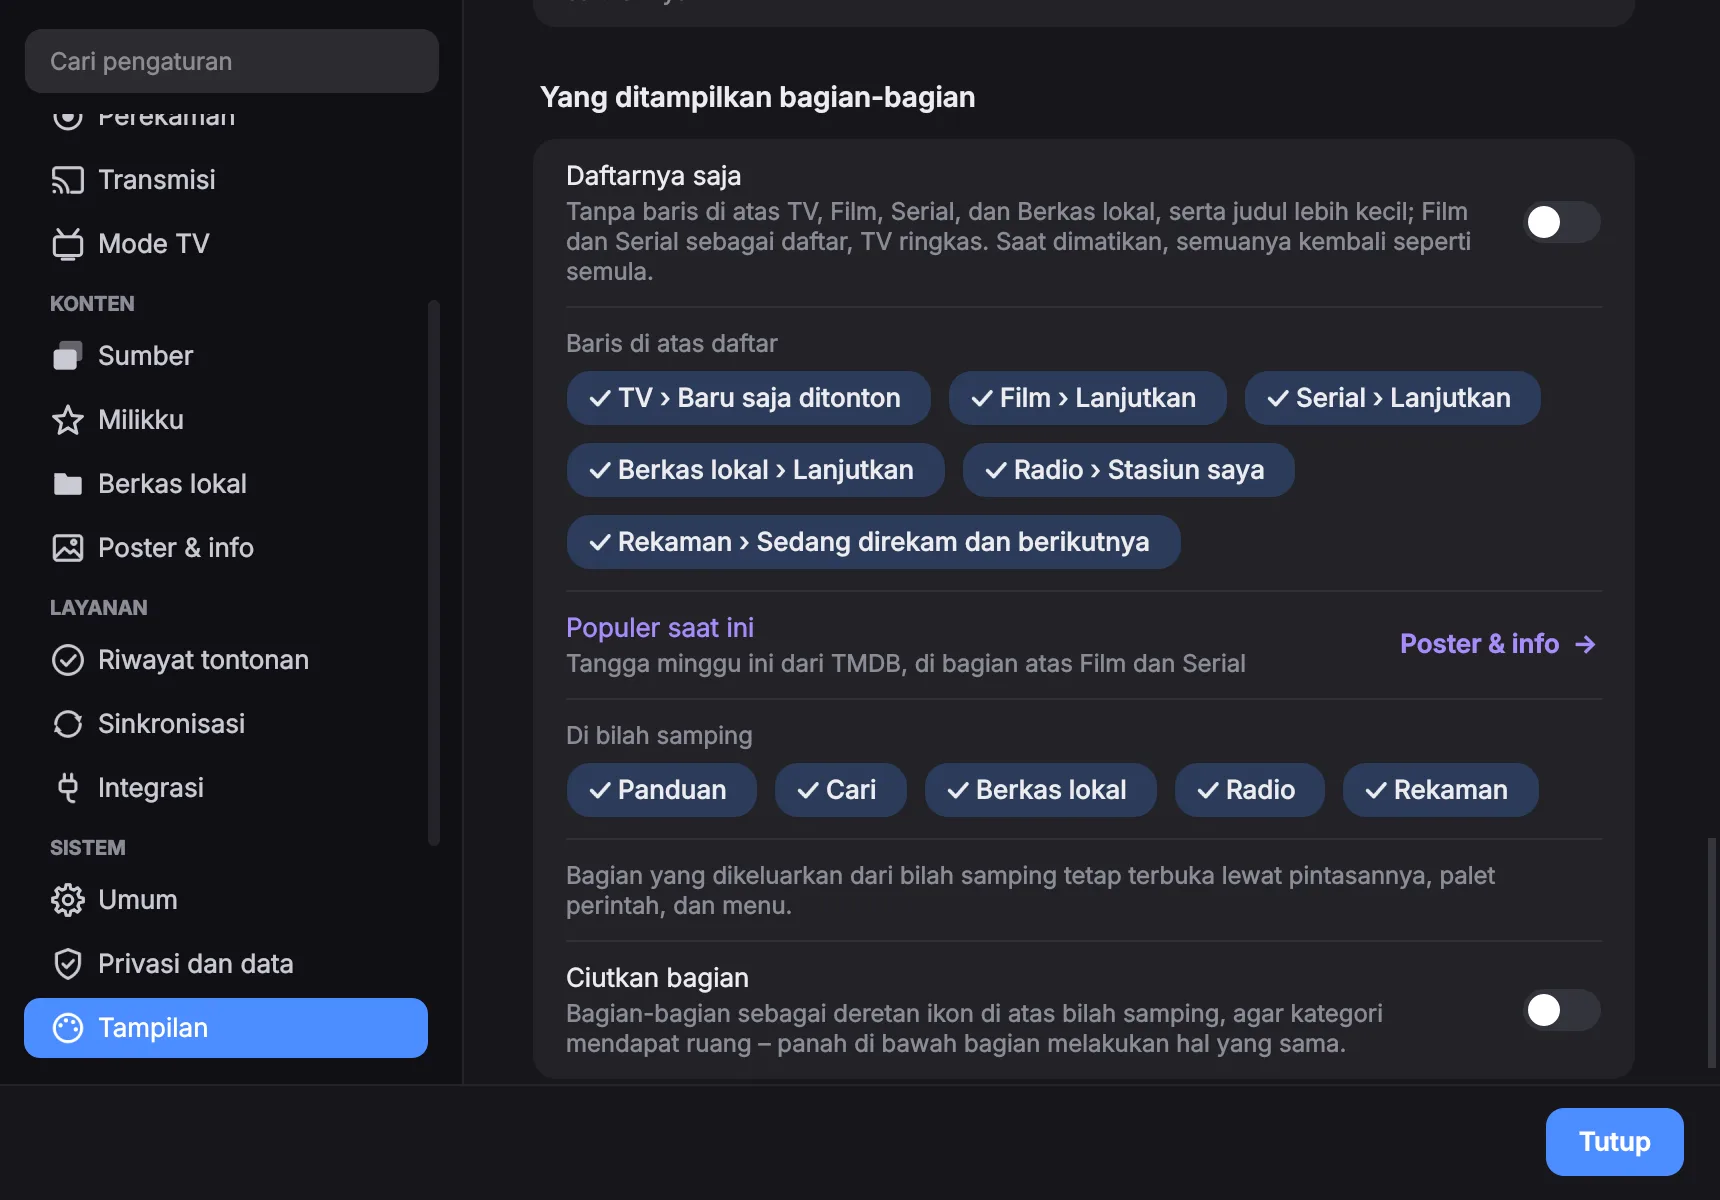 Cari pengaturan
Perekaman
Transmisi
Mode TV
KONTEN
Sumber
Milikku
Berkas lokal
Poster & info
LAYANAN
Riwayat tontonan
Sinkronisasi
Integrasi
SISTEM
Umum
Privasi dan data
Tampilan
Yang ditampilkan bagian-bagian
Daftarnya saja
Tanpa baris di atas TV, Film, Serial, dan Berkas lokal, serta judul lebih kecil; Film
dan Serial sebagai daftar, TV ringkas. Saat dimatikan, semuanya kembali seperti
semula.
Baris di atas daftar
✓ TV › Baru saja ditonton
✓ Film › Lanjutkan
✓ Serial › Lanjutkan
✓ Berkas lokal › Lanjutkan
✓ Radio › Stasiun saya
✓ Rekaman › Sedang direkam dan berikutnya
Populer saat ini
Tangga minggu ini dari TMDB, di bagian atas Film dan Serial
Poster & info →
Di bilah samping
✓ Panduan
✓ Cari
✓ Berkas lokal
✓ Radio
✓ Rekaman
Bagian yang dikeluarkan dari bilah samping tetap terbuka lewat pintasannya, palet
perintah, dan menu.
Ciutkan bagian
Bagian-bagian sebagai deretan ikon di atas bilah samping, agar kategori
mendapat ruang – panah di bawah bagian melakukan hal yang sama.
Tutup